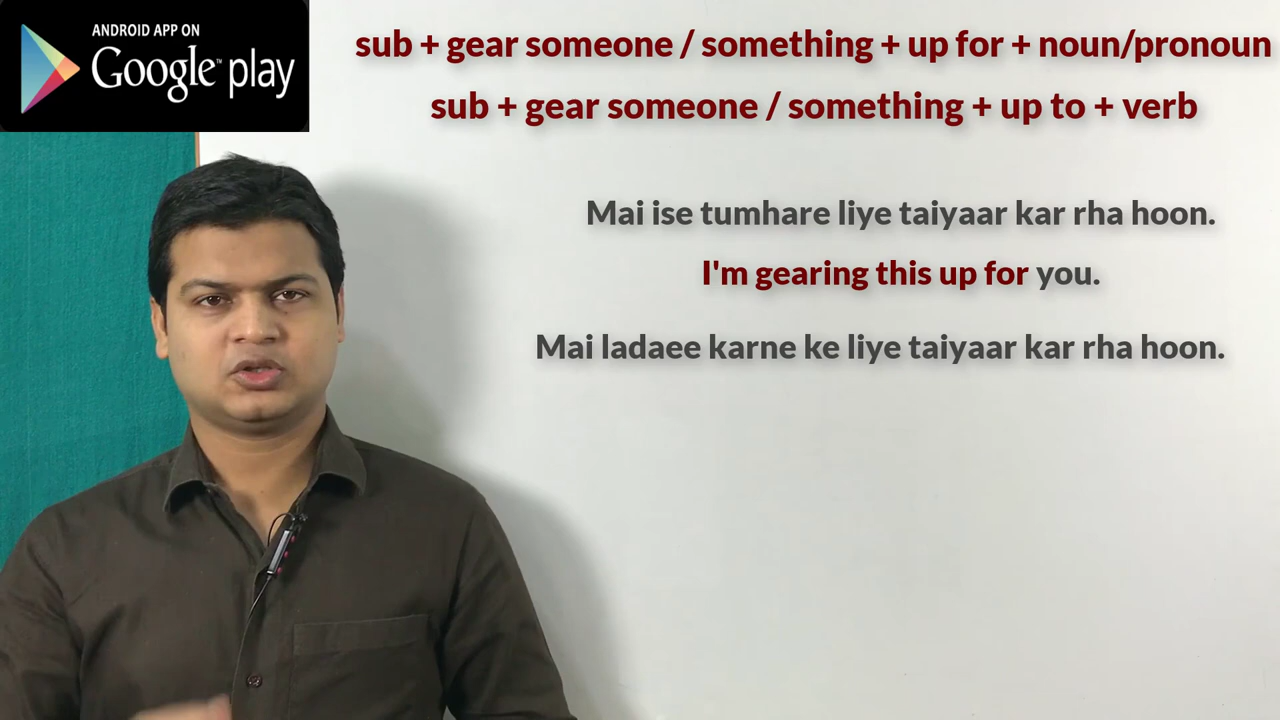 ANDROID APP ON
Google™ play
sub + gear someone / something + up for + noun/pronoun
sub + gear someone / something + up to + verb
Mai ise tumhare liye taiyaar kar rha hoon.
I'm gearing this up for you.
Mai ladaee karne ke liye taiyaar kar rha hoon.